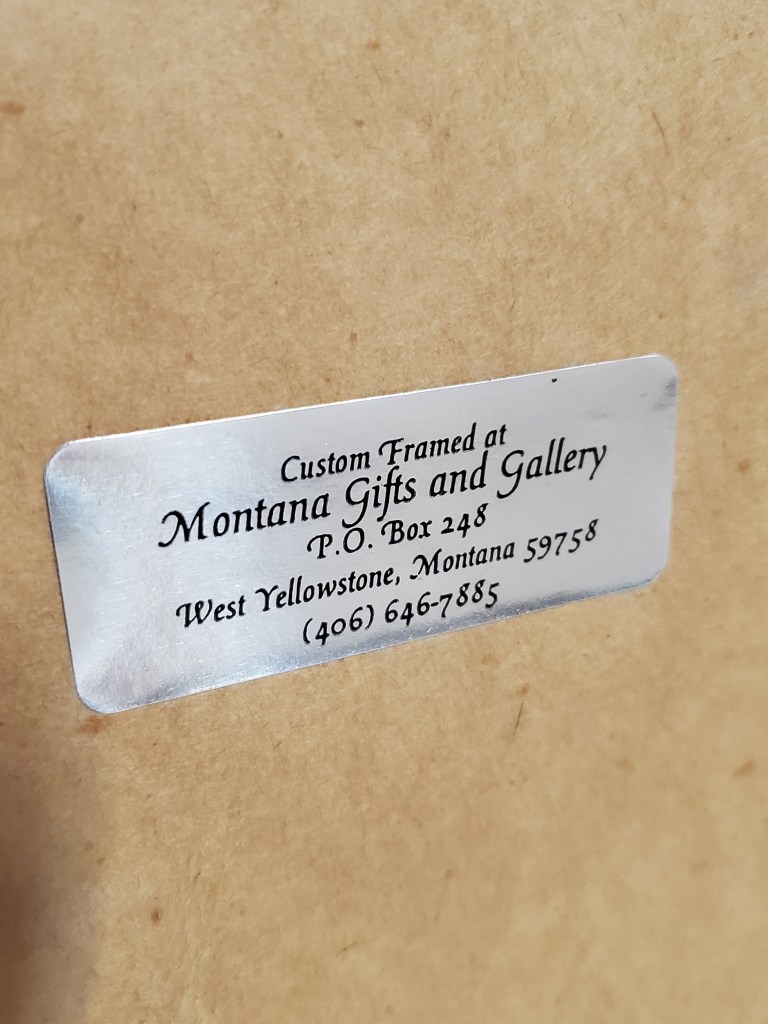 Custom Framed at
Montana Gifts and Gallery
P.O. Box 248
West Yellowstone, Montana 59758
(406) 646-7885